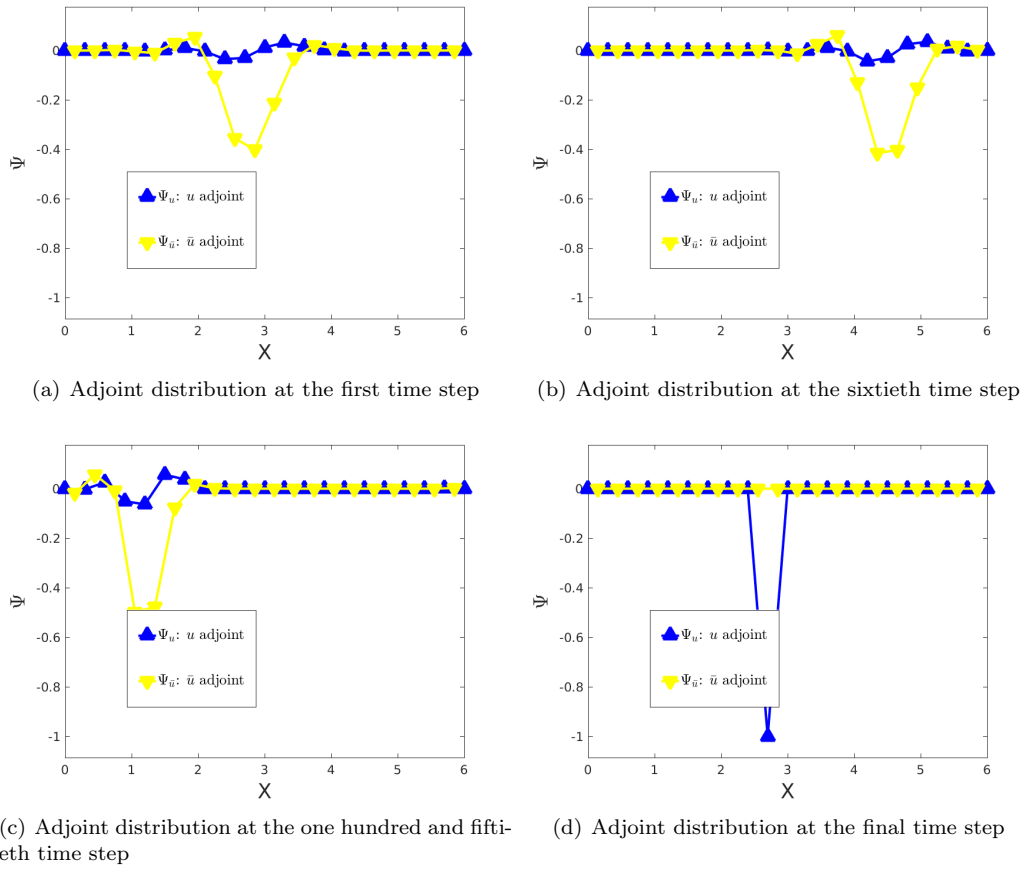 0
-0.2
-0.4
-0.6
-0.8
-1
Ψ
Ψu: u adjoint
Ψū: ū adjoint
0 1 2 3 4 5 6
X
(a) Adjoint distribution at the first time step
0
-0.2
-0.4
-0.6
-0.8
-1
Ψ
Ψu: u adjoint
Ψū: ū adjoint
0 1 2 3 4 5 6
X
(b) Adjoint distribution at the sixtieth time step
0
-0.2
-0.4
-0.6
-0.8
-1
Ψ
Ψu: u adjoint
Ψū: ū adjoint
0 1 2 3 4 5 6
X
(c) Adjoint distribution at the one hundred and fifti-
eth time step
0
-0.2
-0.4
-0.6
-0.8
-1
Ψ
Ψu: u adjoint
Ψū: ū adjoint
0 1 2 3 4 5 6
X
(d) Adjoint distribution at the final time step